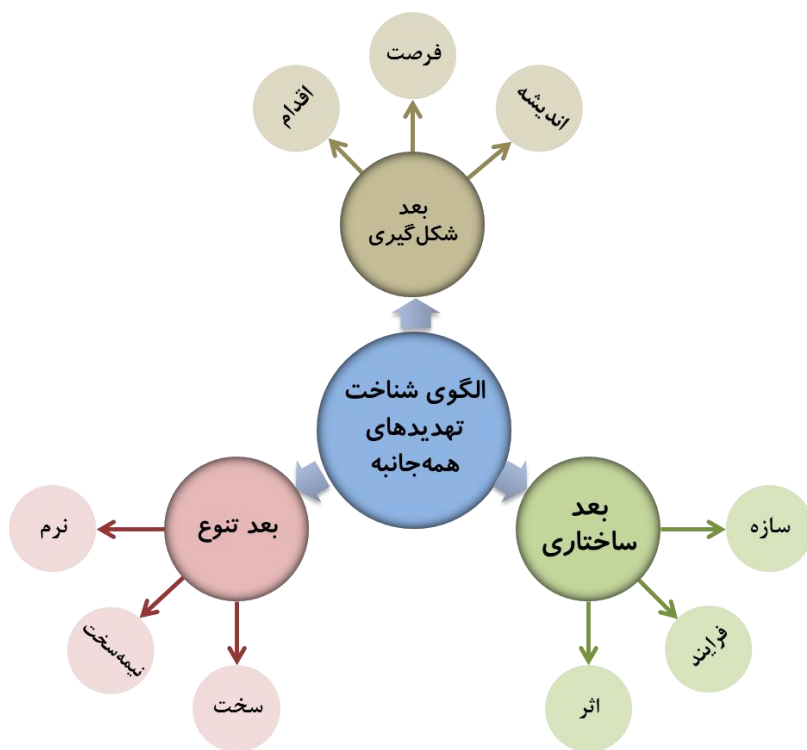 فرصت
اندیشه
اقدام
بعد
شکل‌گیری
الگوی شناخت
تهدیدهای
همه‌جانبه
بعد
ساختاری
سازه
فرایند
اثر
بعد تنوع
نرم
نیمه‌سخت
سخت